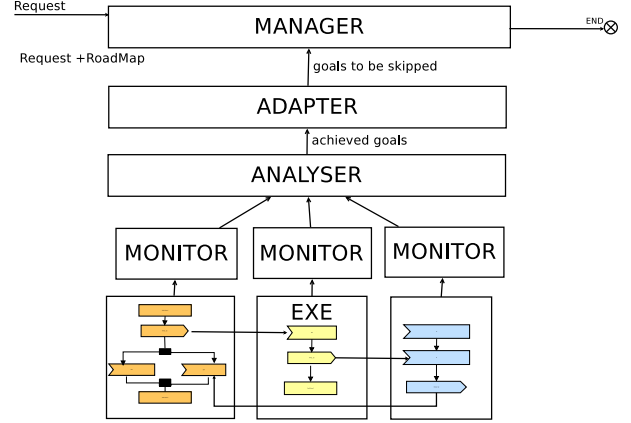 Request
MANAGER
END
Request +RoadMap
goals to be skipped
ADAPTER
achieved goals
ANALYSER
MONITOR
MONITOR
MONITOR
EXE